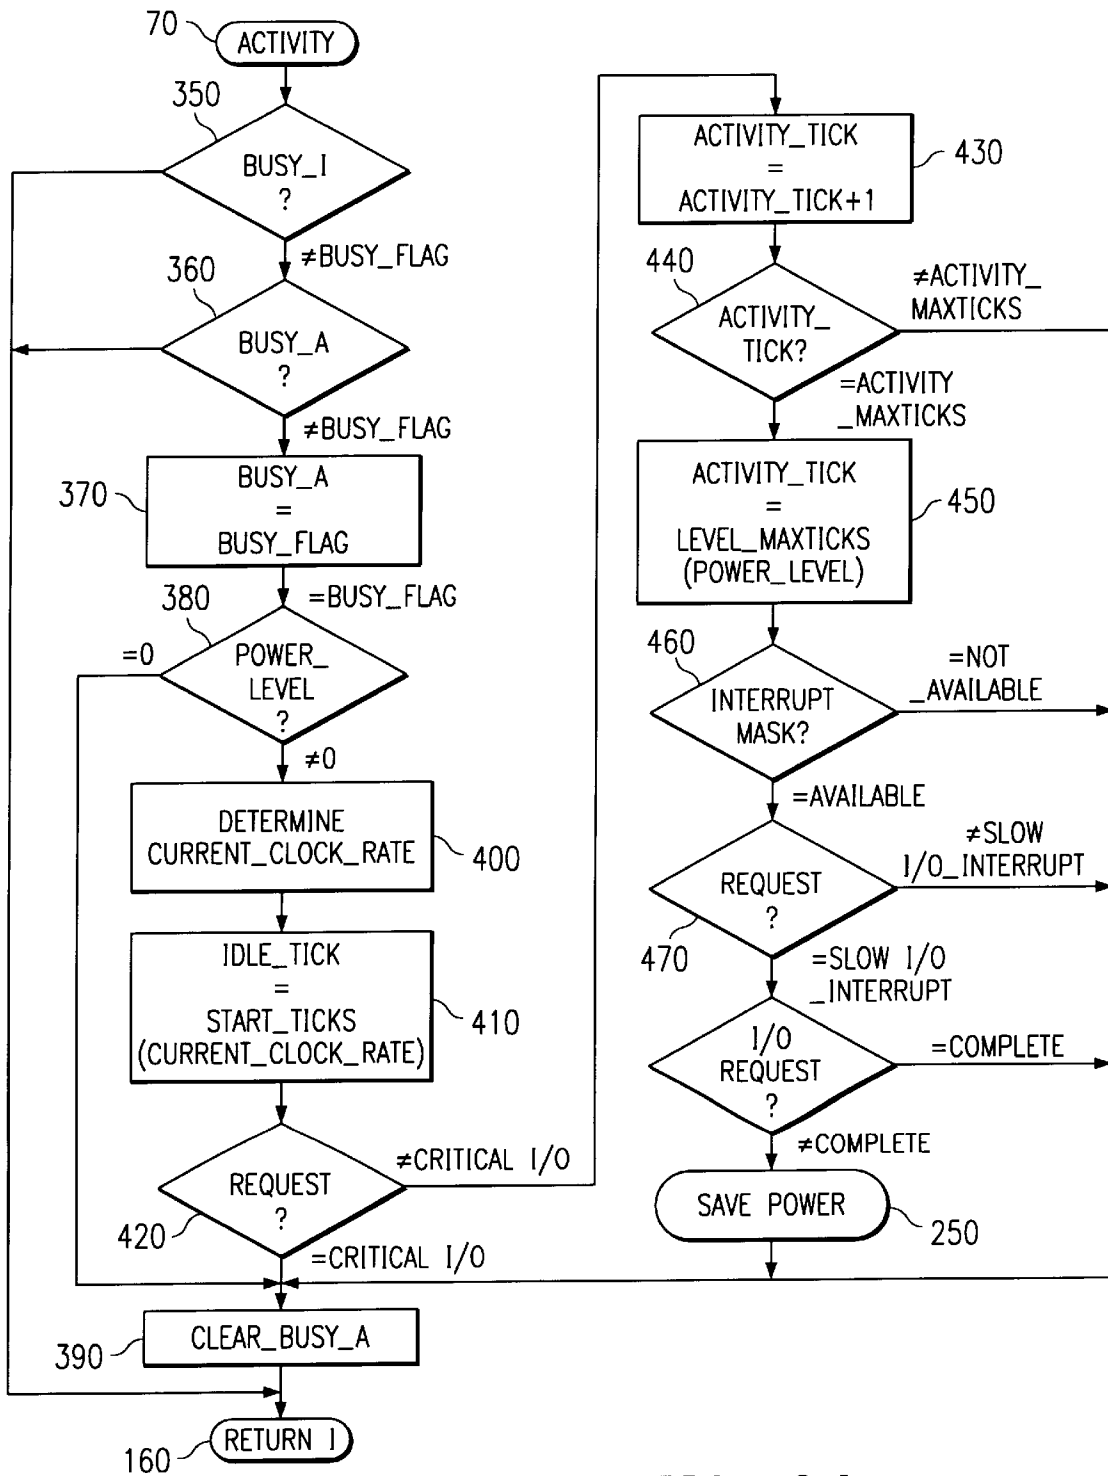 70
ACTIVITY
350
BUSY_I
?
≠BUSY_FLAG
360
BUSY_A
?
≠BUSY_FLAG
370
BUSY_A
=
BUSY_FLAG
=BUSY_FLAG
380
=0
POWER_
LEVEL
?
≠0
DETERMINE
CURRENT_CLOCK_RATE
400
IDLE_TICK
=
START_TICKS
(CURRENT_CLOCK_RATE)
410
REQUEST
?
≠CRITICAL I/O
420
=CRITICAL I/O
CLEAR_BUSY_A
390
RETURN I
160
ACTIVITY_TICK
=
ACTIVITY_TICK+1
430
440
ACTIVITY_
TICK?
≠ACTIVITY_
MAXTICKS
=ACTIVITY
_MAXTICKS
ACTIVITY_TICK
=
LEVEL_MAXTICKS
(POWER_LEVEL)
450
460
INTERRUPT
MASK?
=NOT
_AVAILABLE
=AVAILABLE
REQUEST
?
≠SLOW
I/O_INTERRUPT
470
=SLOW I/O
_INTERRUPT
I/O
REQUEST
?
=COMPLETE
≠COMPLETE
SAVE POWER
250